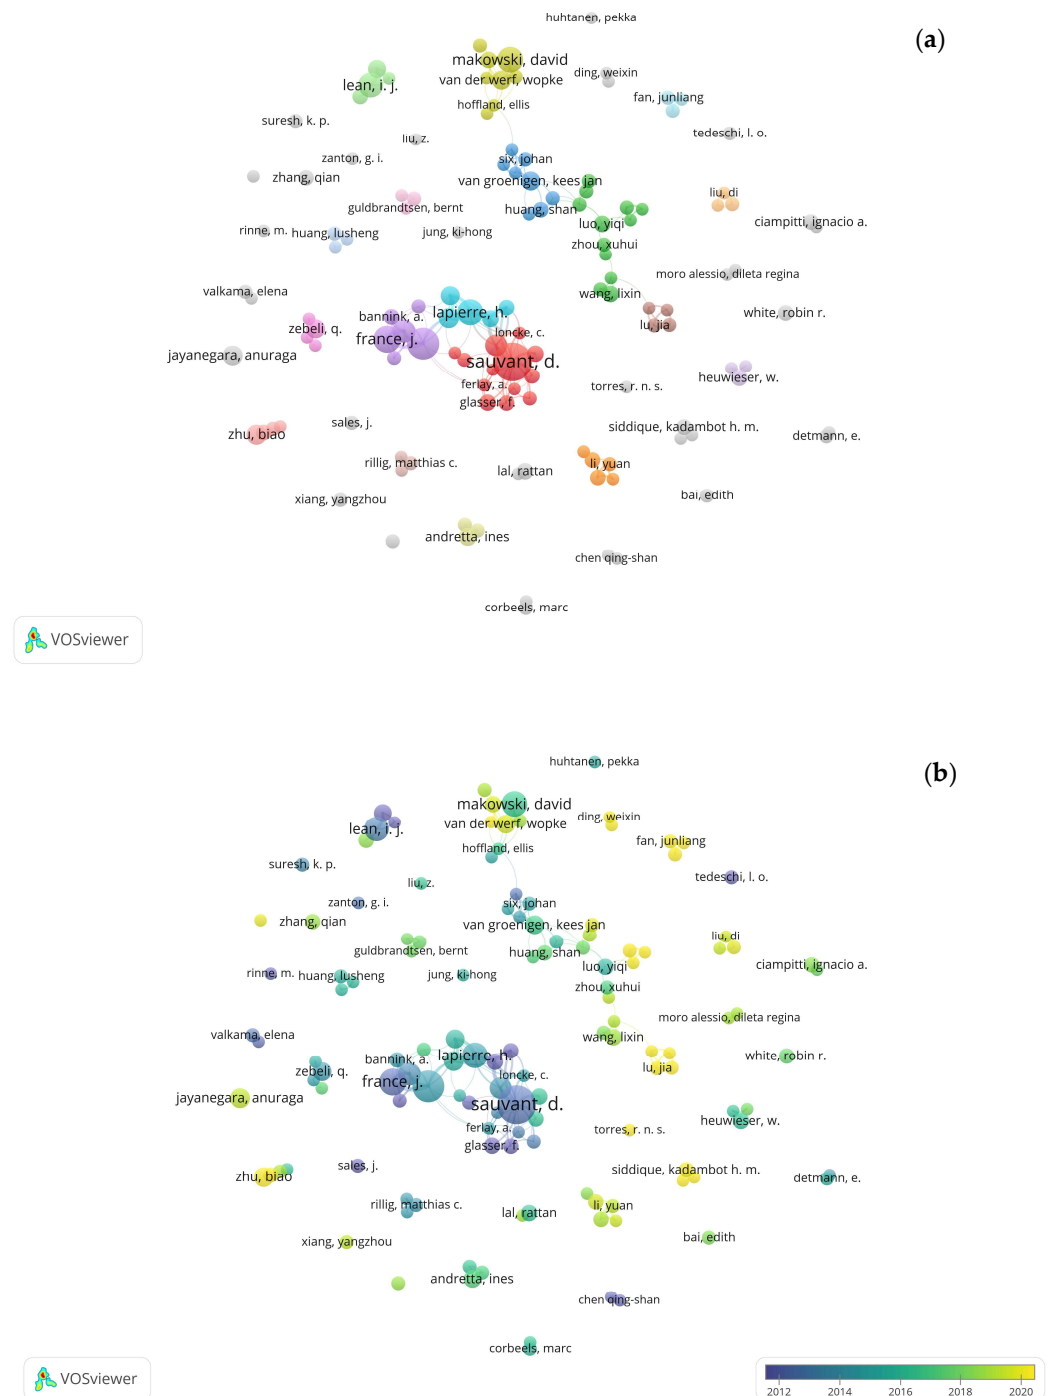 huhtanen, pekka
(a)
makowski, david
ding, weixin
van der werf, wopke
lean, i. j.
fan, junliang
hoffland, ellis
suresh, k. p.
tedeschi, l. o.
liu, z.
zanton, g. i.
six, johan
zhang, qian
van groenigen, kees jan
liu, di
guldbrandtsen, bernt
huang, shan
luo, yiqi
ciampitti, ignacio a.
rinne, m.
huang, lusheng
jung, ki-hong
zhou, xuhui
moro alessio, dileta regina
valkama, elena
wang, lixin
bannink, a.
lapierre, h.
white, robin r.
zebeli, q.
france, j.
loncke, c.
lu, jia
jayanegara, anuraga
sauvant, d.
heuwieser, w.
ferlay, a.
torres, r. n. s.
glasser, f.
sales, j.
siddique, kadambot h. m.
zhu, biao
detmann, e.
rillig, matthias c.
lal, rattan
li, yuan
xiang, yangzhou
bai, edith
andretta, ines
chen qing-shan
corbeels, marc
VOSviewer
huhtanen, pekka
(b)
makowski, david
ding, weixin
van der werf, wopke
lean, i. j.
fan, junliang
hoffland, ellis
suresh, k. p.
tedeschi, l. o.
liu, z.
zanton, g. i.
six, johan
zhang, qian
van groenigen, kees jan
liu, di
guldbrandtsen, bernt
huang, shan
luo, yiqi
ciampitti, ignacio a.
rinne, m.
huang, lusheng
jung, ki-hong
zhou, xuhui
moro alessio, dileta regina
valkama, elena
wang, lixin
bannink, a.
lapierre, h.
white, robin r.
zebeli, q.
france, j.
loncke, c.
lu, jia
jayanegara, anuraga
sauvant, d.
heuwieser, w.
ferlay, a.
torres, r. n. s.
glasser, f.
sales, j.
siddique, kadambot h. m.
zhu, biao
detmann, e.
rillig, matthias c.
lal, rattan
li, yuan
xiang, yangzhou
bai, edith
andretta, ines
chen qing-shan
corbeels, marc
VOSviewer
2012 2014 2016 2018 2020